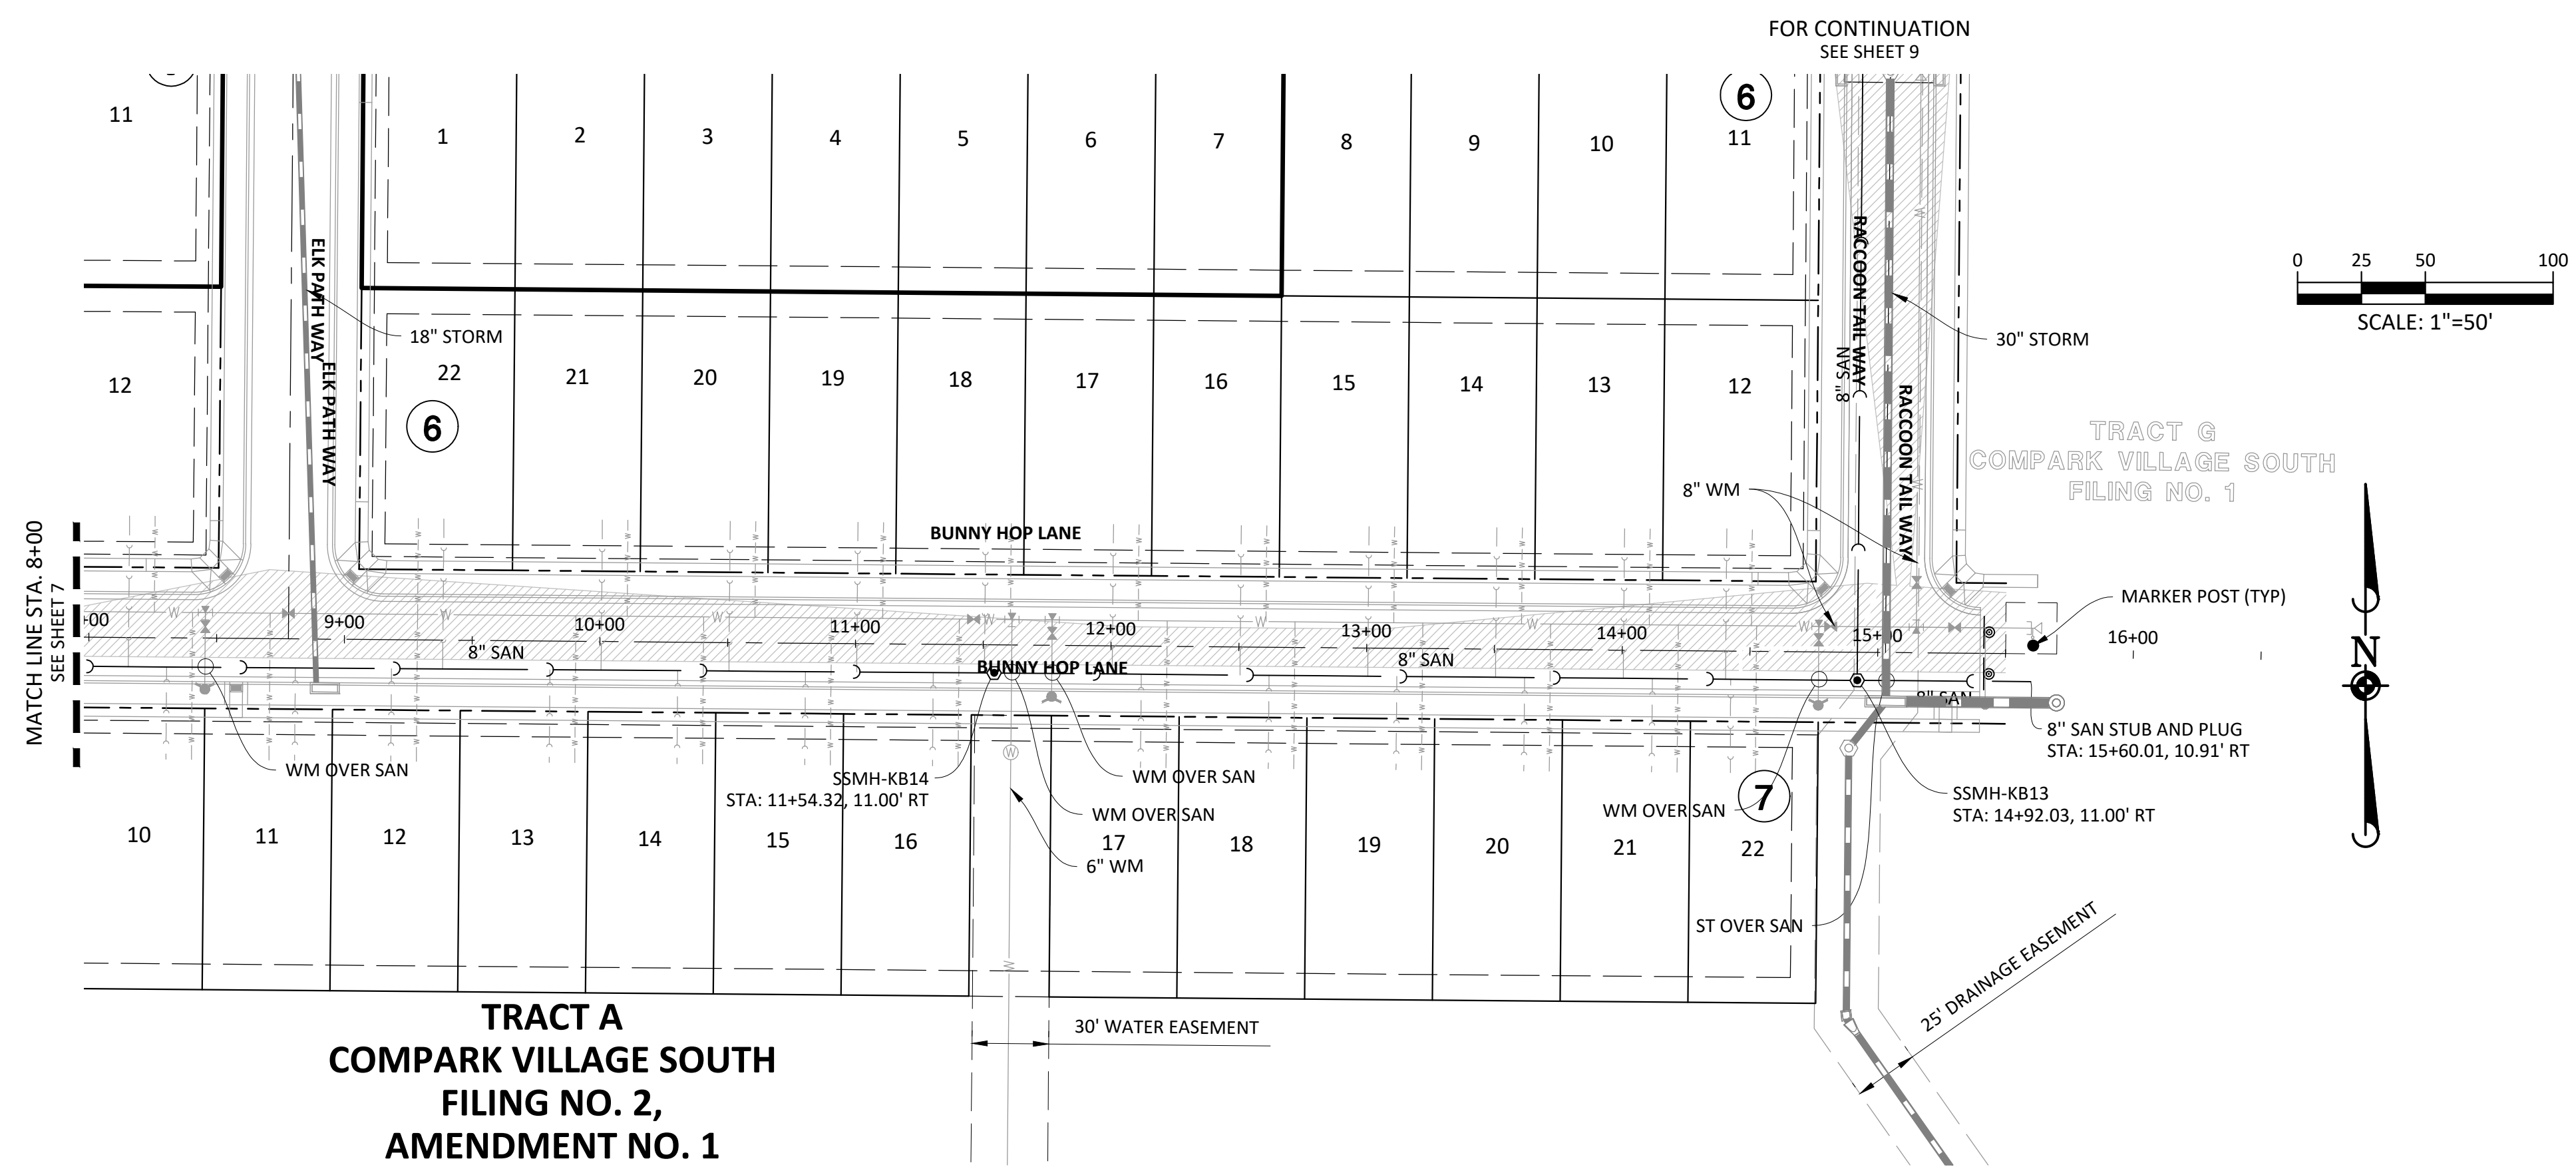 FOR CONTINUATION
SEE SHEET 9
6
11
1
2
3
4
5
6
7
8
9
10
11
0 25 50 100
SCALE: 1"=50'
ELK PATH WAY
ELK PATH WAY
18" STORM
RACCOON TAIL WAY
RACCOON TAIL WAY
8" SAN
30" STORM
12
22
21
20
19
18
17
16
15
14
13
12
6
TRACT G
COMPARK VILLAGE SOUTH
FILING NO. 1
8" WM
MATCH LINE STA. 8+00
SEE SHEET 7
BUNNY HOP LANE
MARKER POST (TYP)
+00
9+00
10+00
11+00
12+00
13+00
14+00
15+00
16+00
N
8" SAN
BUNNY HOP LANE
8" SAN
8" SAN
8" SAN STUB AND PLUG
STA: 15+60.01, 10.91' RT
WM OVER SAN
SSMH-KB14
STA: 11+54.32, 11.00' RT
WM OVER SAN
WM OVER SAN
WM OVER SAN
7
SSMH-KB13
STA: 14+92.03, 11.00' RT
10
11
12
13
14
15
16
17
18
19
20
21
22
6" WM
ST OVER SAN
25' DRAINAGE EASEMENT
30' WATER EASEMENT
TRACT A
COMPARK VILLAGE SOUTH
FILING NO. 2,
AMENDMENT NO. 1